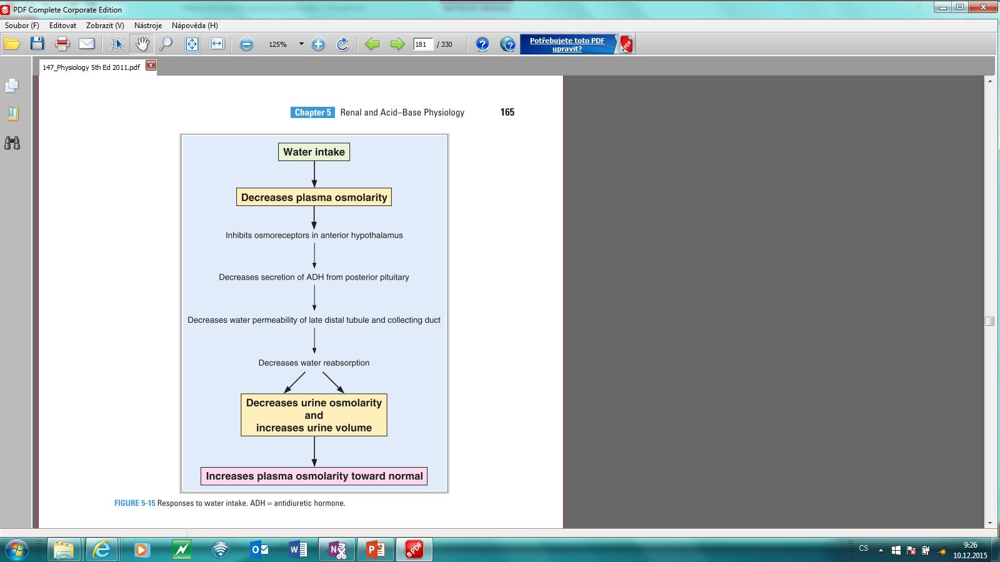 PDF Complete Corporate Edition
Soubor (F) Editovat Zobrazit (V) Nástroje Nápověda (H)
125% 181 / 330 Potřebujete toto PDF
upravit?
147_Physiology 5th Ed 2011.pdf
Chapter 5 Renal and Acid–Base Physiology 165
Water intake
Decreases plasma osmolarity
Inhibits osmoreceptors in anterior hypothalamus
Decreases secretion of ADH from posterior pituitary
Decreases water permeability of late distal tubule and collecting duct
Decreases water reabsorption
Decreases urine osmolarity
and
increases urine volume
Increases plasma osmolarity toward normal
FIGURE 5-15 Responses to water intake. ADH = antidiuretic hormone.
CS
9:26
10.12.2015